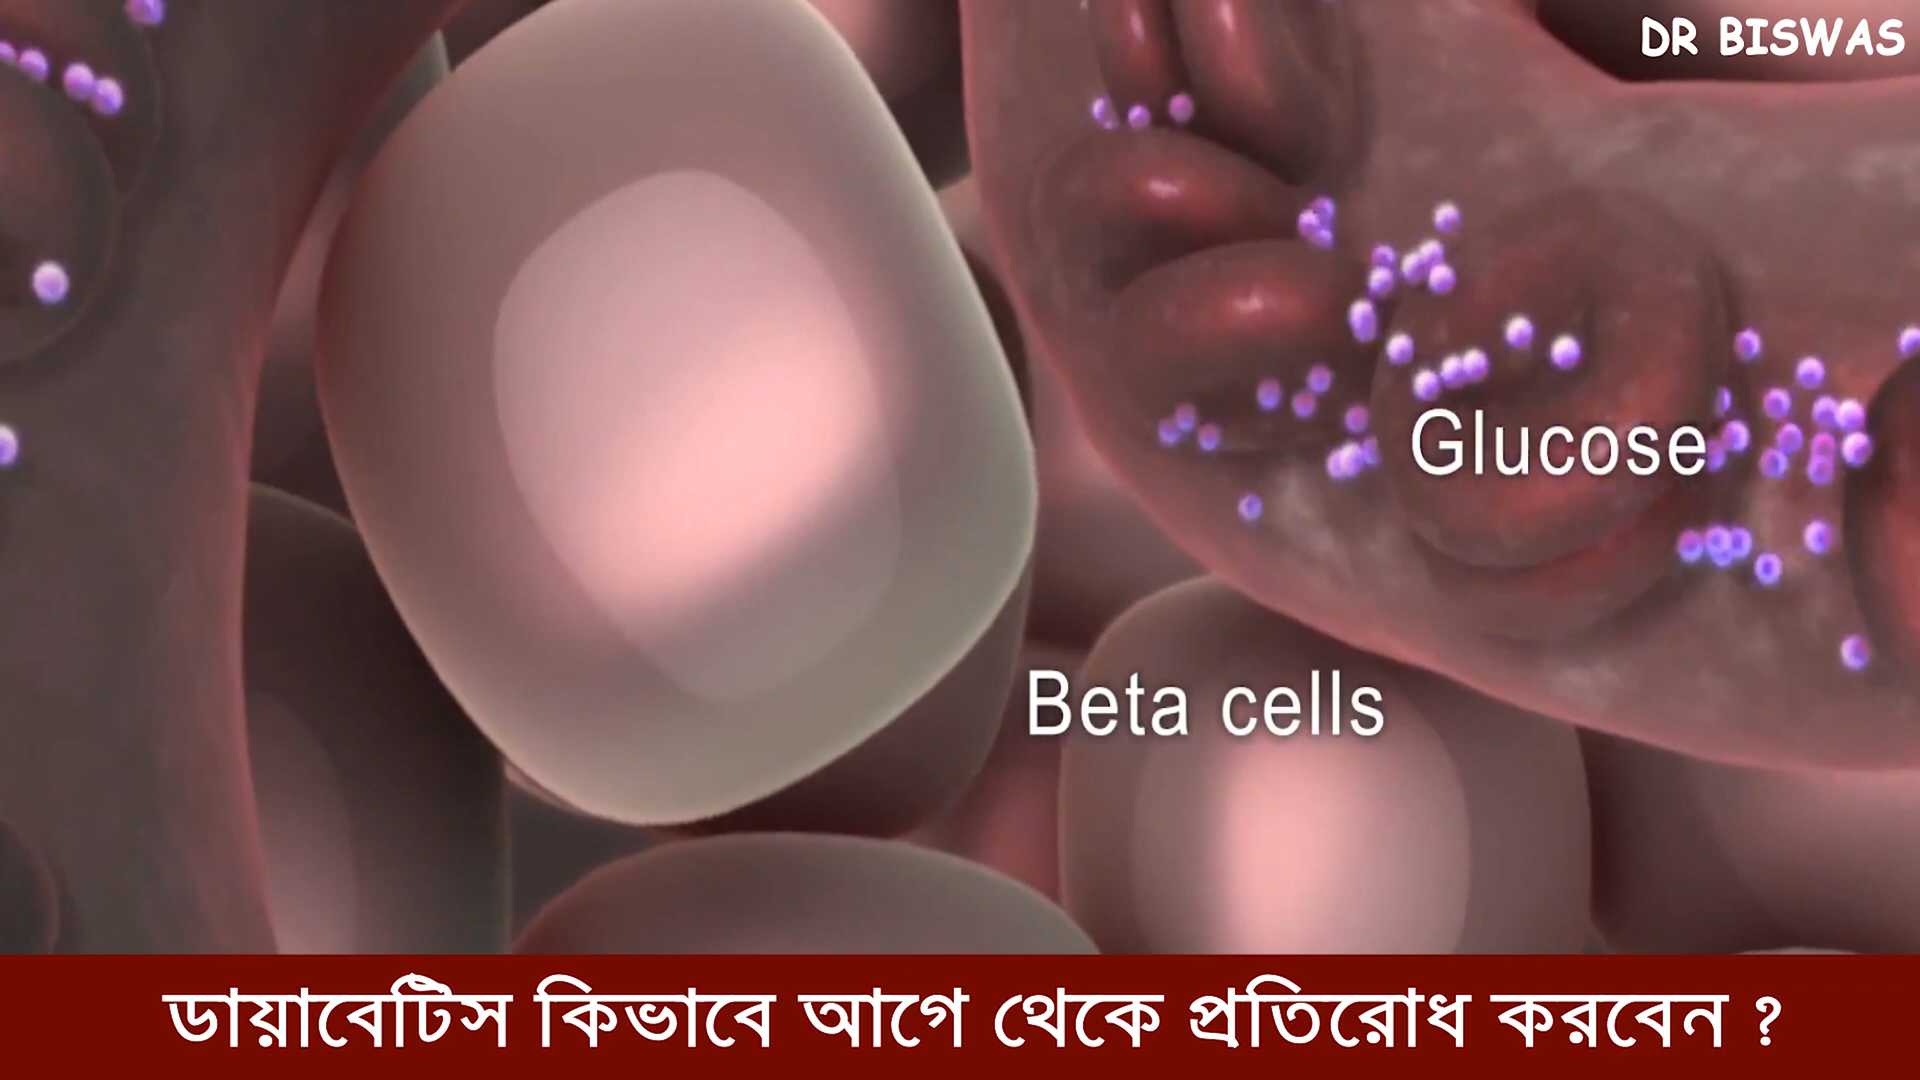 DR BISWAS
Glucose
Beta cells
ডায়াবেটিস কিভাবে আগে থেকে প্রতিরোধ করবেন ?